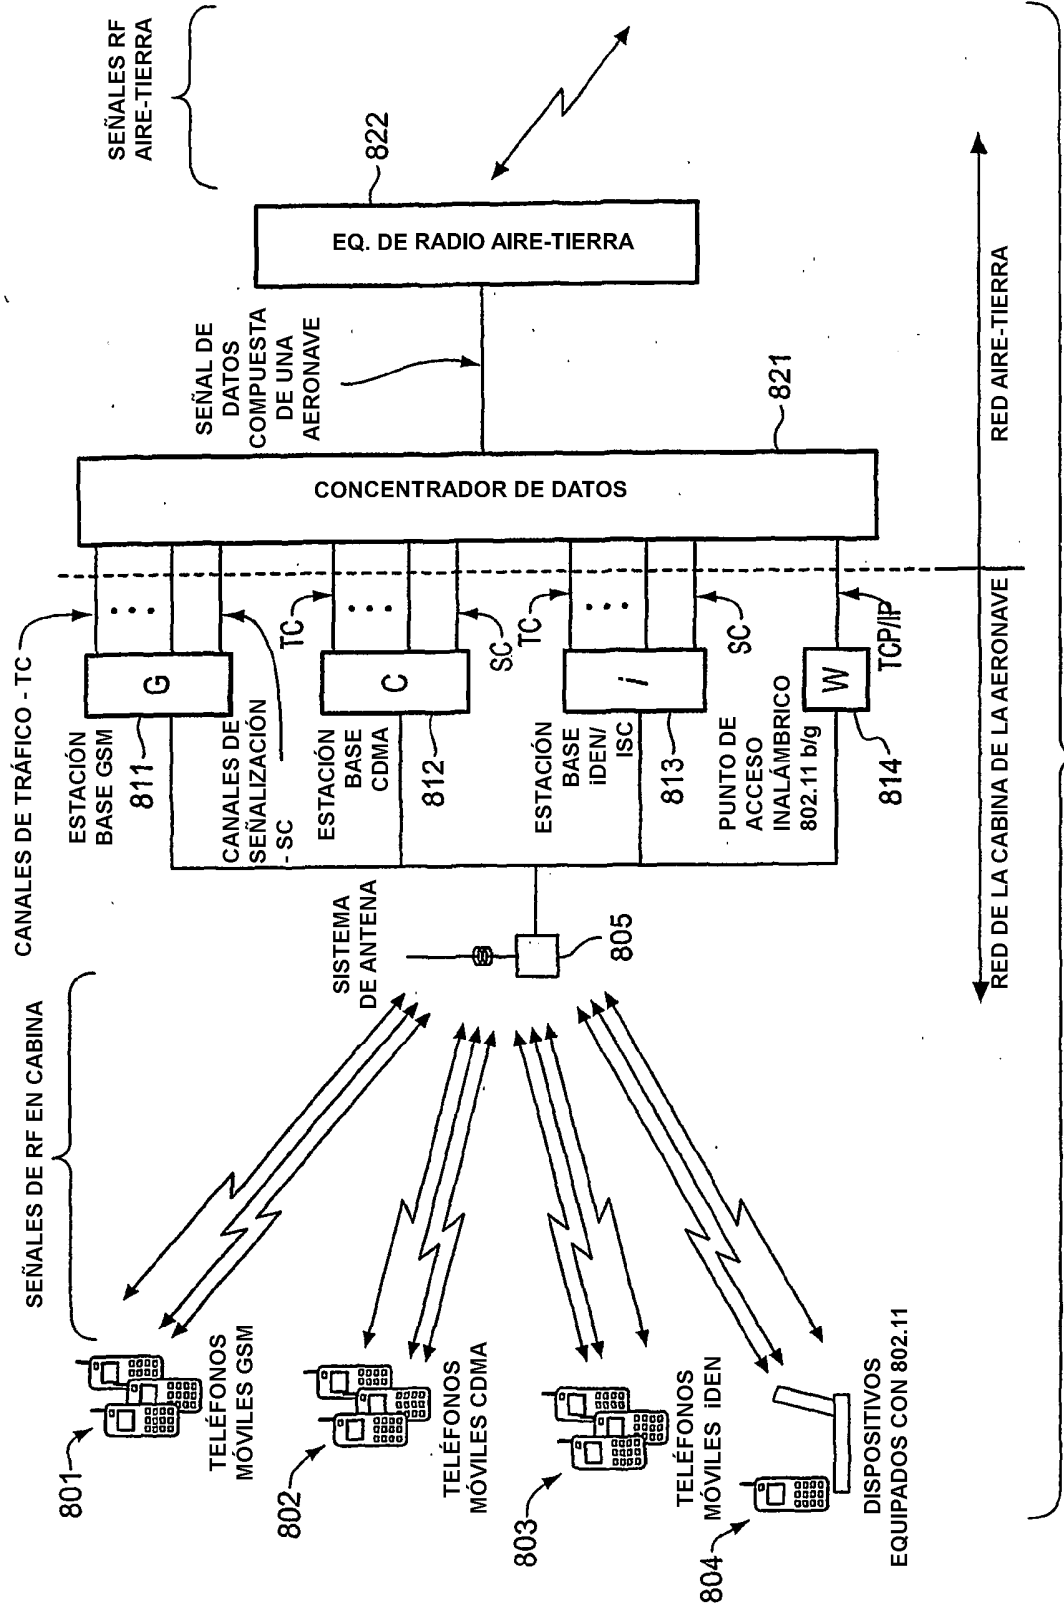 SEÑALES DE RF EN CABINA
801
TELÉFONOS
MÓVILES GSM
802
TELÉFONOS
MÓVILES CDMA
803
TELÉFONOS
MÓVILES iDEN
804
DISPOSITIVOS
EQUIPADOS CON 802.11
SISTEMA
DE ANTENA
805
CANALES DE TRÁFICO - TC
ESTACIÓN
BASE GSM
811
G
CANALES DE
SEÑALIZACIÓN
- SC
ESTACIÓN
BASE
CDMA
812
C
TC
SC
ESTACIÓN
BASE
iDEN/
ISC
813
i
TC
SC
PUNTO DE
ACCESO
INALÁMBRICO
802.11 b/g
814
W
TCP/IP
CONCENTRADOR DE DATOS
821
SEÑAL DE
DATOS
COMPUESTA
DE UNA
AERONAVE
EQ. DE RADIO AIRE-TIERRA
822
SEÑALES RF
AIRE-TIERRA
RED DE LA CABINA DE LA AERONAVE
RED AIRE-TIERRA